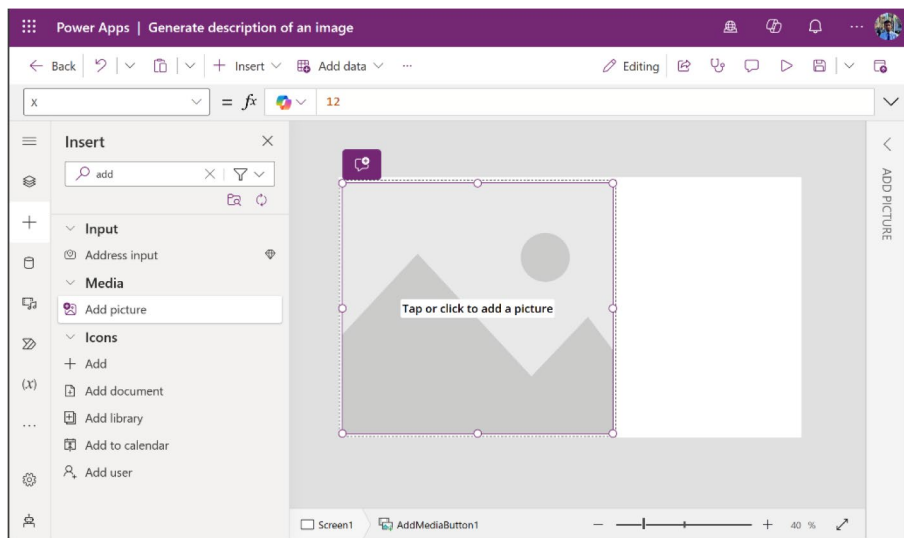 Power Apps | Generate description of an image
Back Insert Add data ... Editing
X = fx 12
Insert
add
Input
Address input
Media
Add picture
Icons
Add
Add document
Add library
Add to calendar
Add user
(x)
Tap or click to add a picture
ADD PICTURE
Screen1 AddMediaButton1 40 %